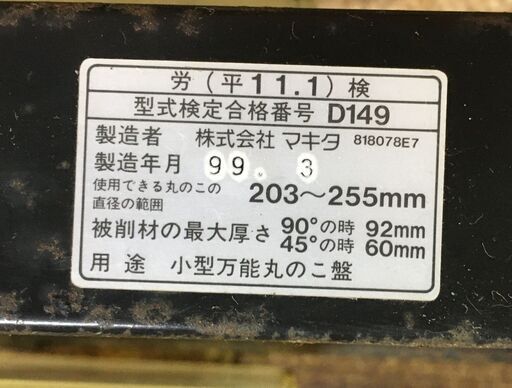 労(平11.1)検
型式検定合格番号 D149
製造者 株式会社 マキタ 818078E7
製造年月 99. 3
使用できる丸のこの直径の範囲 203～255mm
被削材の最大厚さ 90°の時 92mm
45°の時 60mm
用途 小型万能丸のこ盤